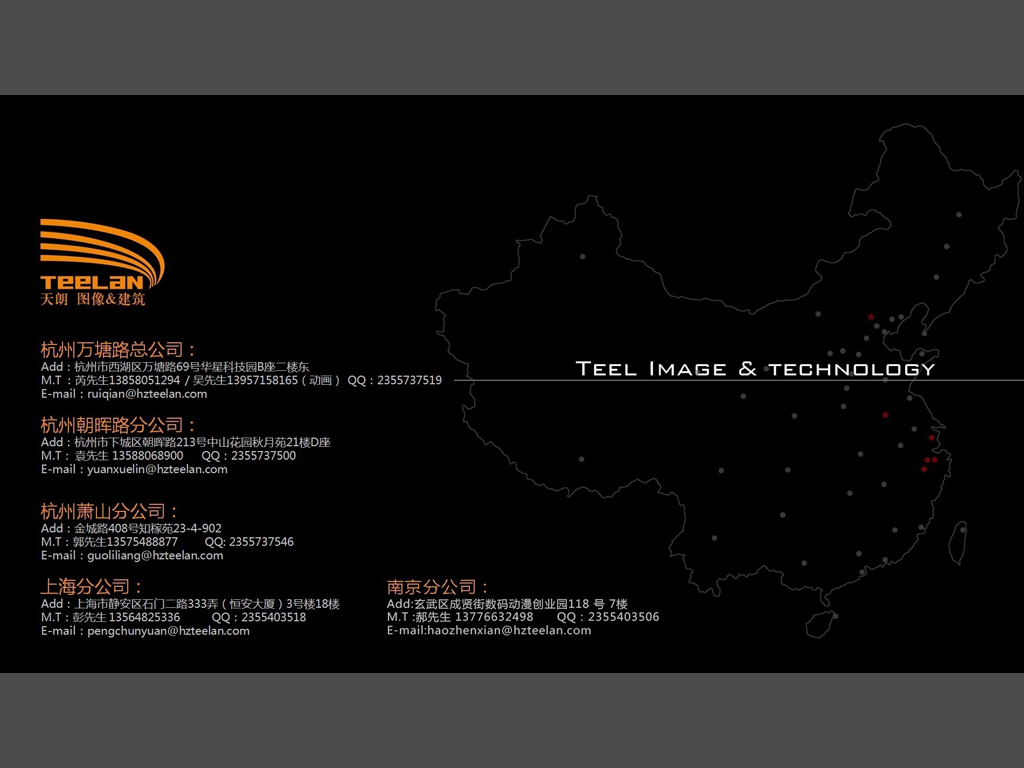 TEELAN
天朗 图像&建筑
杭州万塘路总公司：
Add：杭州市西湖区万塘路69号华星科技园B座二楼东
M.T ：芮先生13858051294 / 吴先生13957158165（动画） QQ：2355737519
E-mail：ruiqian@hzteelan.com
TEEL IMAGE & TECHNOLOGY
杭州朝晖路分公司：
Add：杭州市下城区朝晖路213号中山花园秋月苑21楼D座
M.T： 袁先生 13588068900 QQ：2355737500
E-mail：yuanxuelin@hzteelan.com
杭州萧山分公司：
Add：金城路408号知稼苑23-4-902
M.T：郭先生13575488877 QQ: 2355737546
E-mail：guoliliang@hzteelan.com
上海分公司：
Add：上海市静安区石门二路333弄（恒安大厦）3号楼18楼
M.T：彭先生13564825336 QQ：2355403518
E-mail：pengchunyuan@hzteelan.com
南京分公司：
Add:玄武区成贤街数码动漫创业园118 号 7楼
M.T :郝先生 13776632498 QQ：2355403506
E-mail:haozhenxian@hzteelan.com